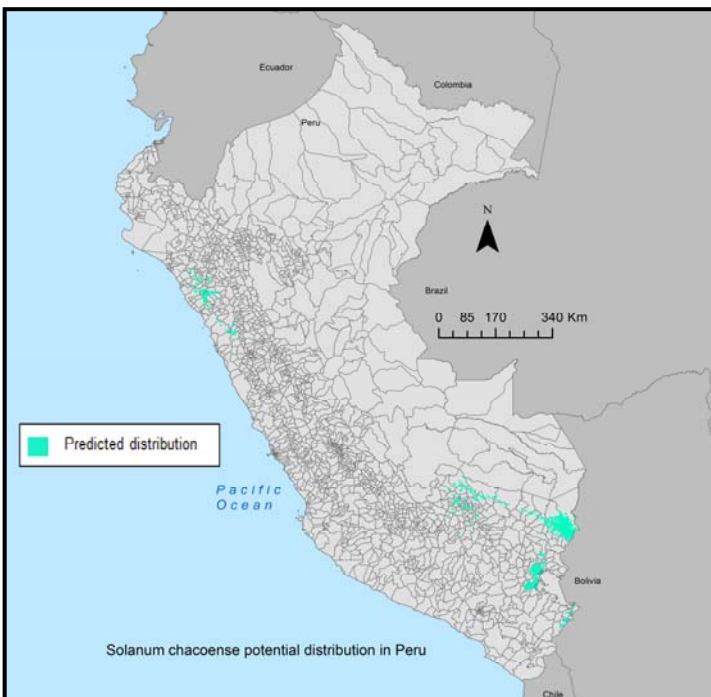 Ecuador
Colombia
Peru
N
Brazil
0 85 170 340 Km
Predicted distribution
Pacific
Ocean
Bolivia
Solanum chacoense potential distribution in Peru
Chile